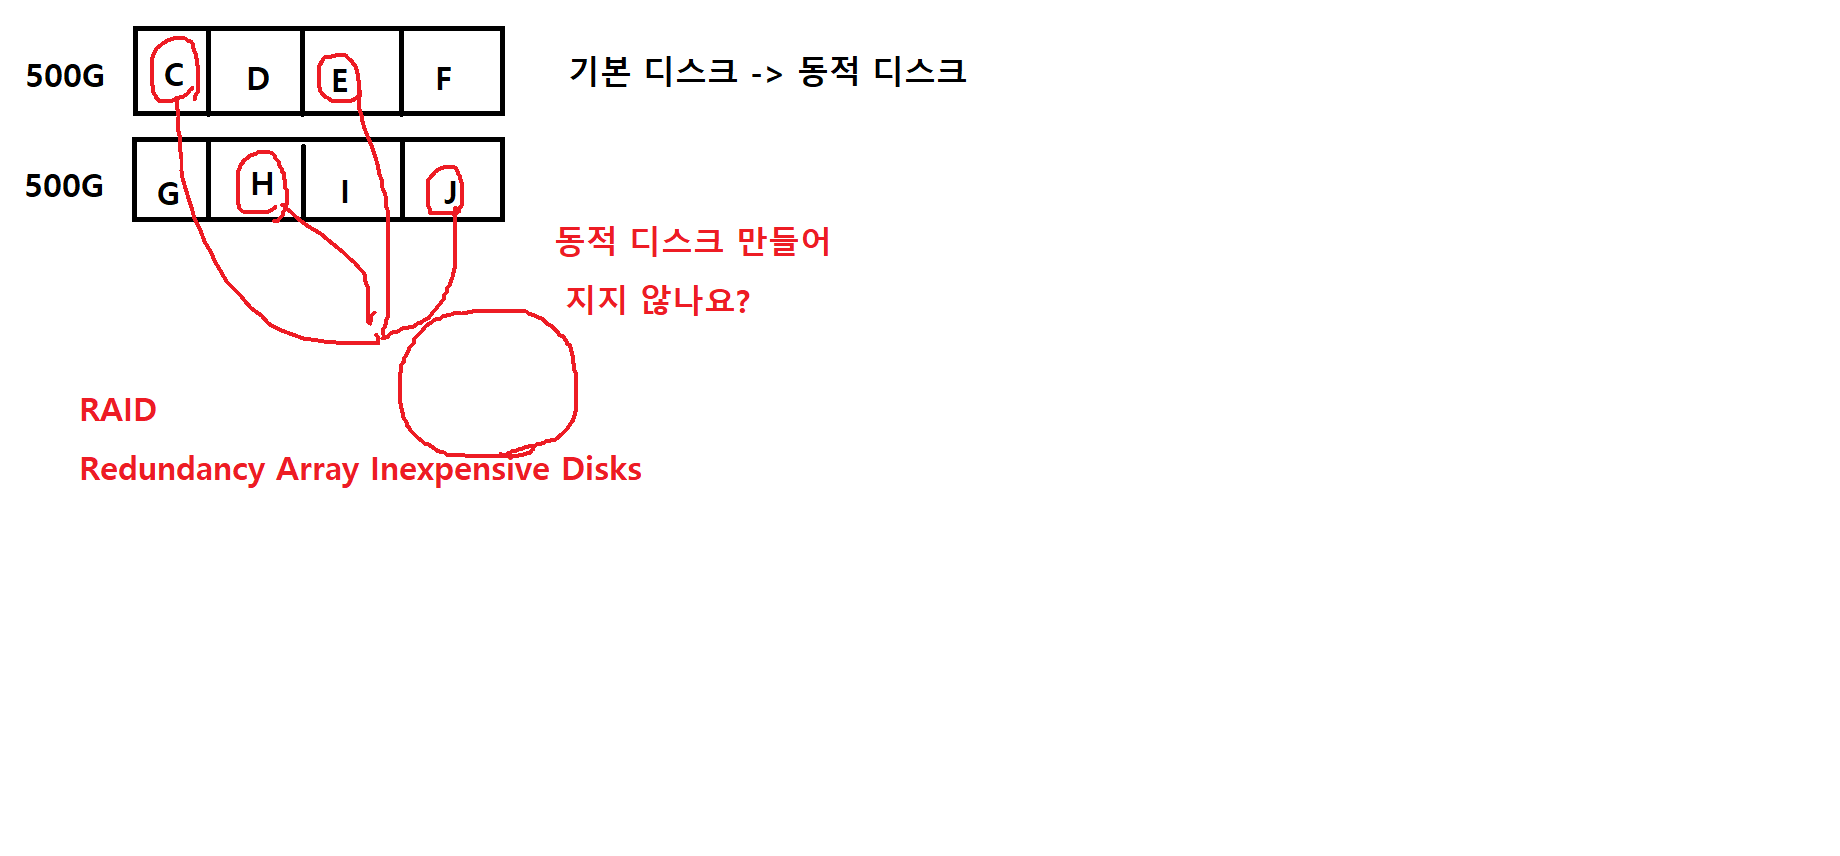 500G C D E F 기본 디스크 -> 동적 디스크
500G G H I J
동적 디스크 만들어
지지 않나요?
RAID
Redundancy Array Inexpensive Disks